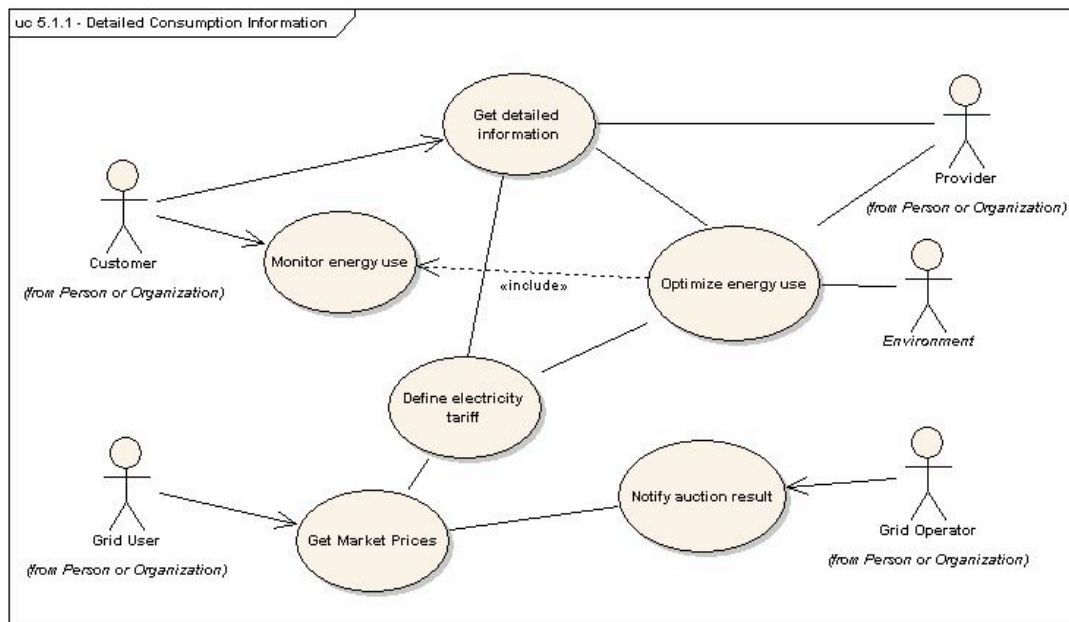 uc 5.1.1 - Detailed Consumption Information
Get detailed
information
Provider
(from Person or Organization)
Customer
(from Person or Organization)
Monitor energy use
«include»
Optimize energy use
Environment
Define electricity
tariff
Grid User
(from Person or Organization)
Get Market Prices
Notify auction result
Grid Operator
(from Person or Organization)